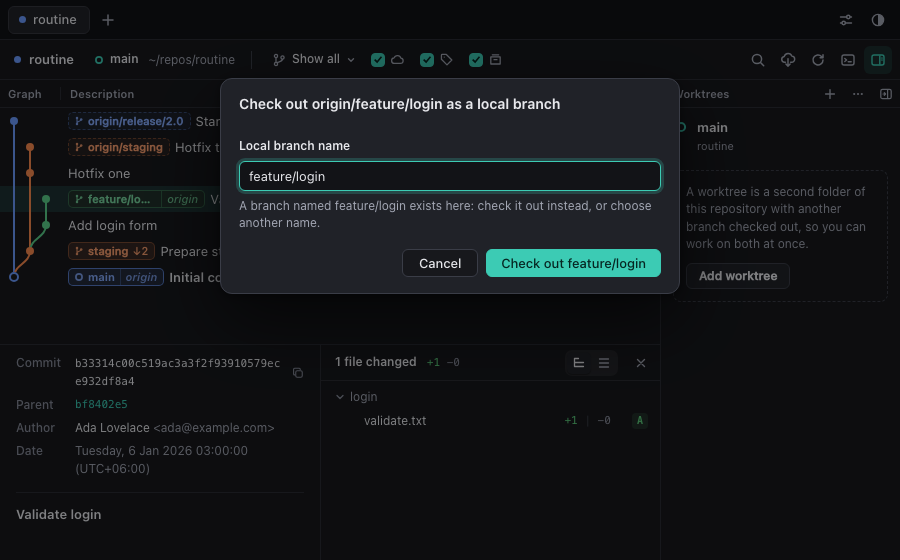 routine
routine main ~/repos/routine Show all
Graph Description Worktrees
origin/release/2.0 Star
origin/staging Hotfix t
Hotfix one
feature/lo... origin
Add login form
staging ↓2 Prepare st
main origin Initial co
Check out origin/feature/login as a local branch
Local branch name
feature/login
A branch named feature/login exists here: check it out instead, or choose
another name.
Cancel Check out feature/login
main
routine
A worktree is a second folder of
this repository with another
branch checked out, so you can
work on both at once.
Add worktree
Commit b33314c00c519ac3a3f2f93910579ec
e932df8a4
Parent bf8402e5
Author Ada Lovelace <ada@example.com>
Date Tuesday, 6 Jan 2026 03:00:00
(UTC+06:00)
Validate login
1 file changed +1 −0
login
validate.txt +1 −0 A